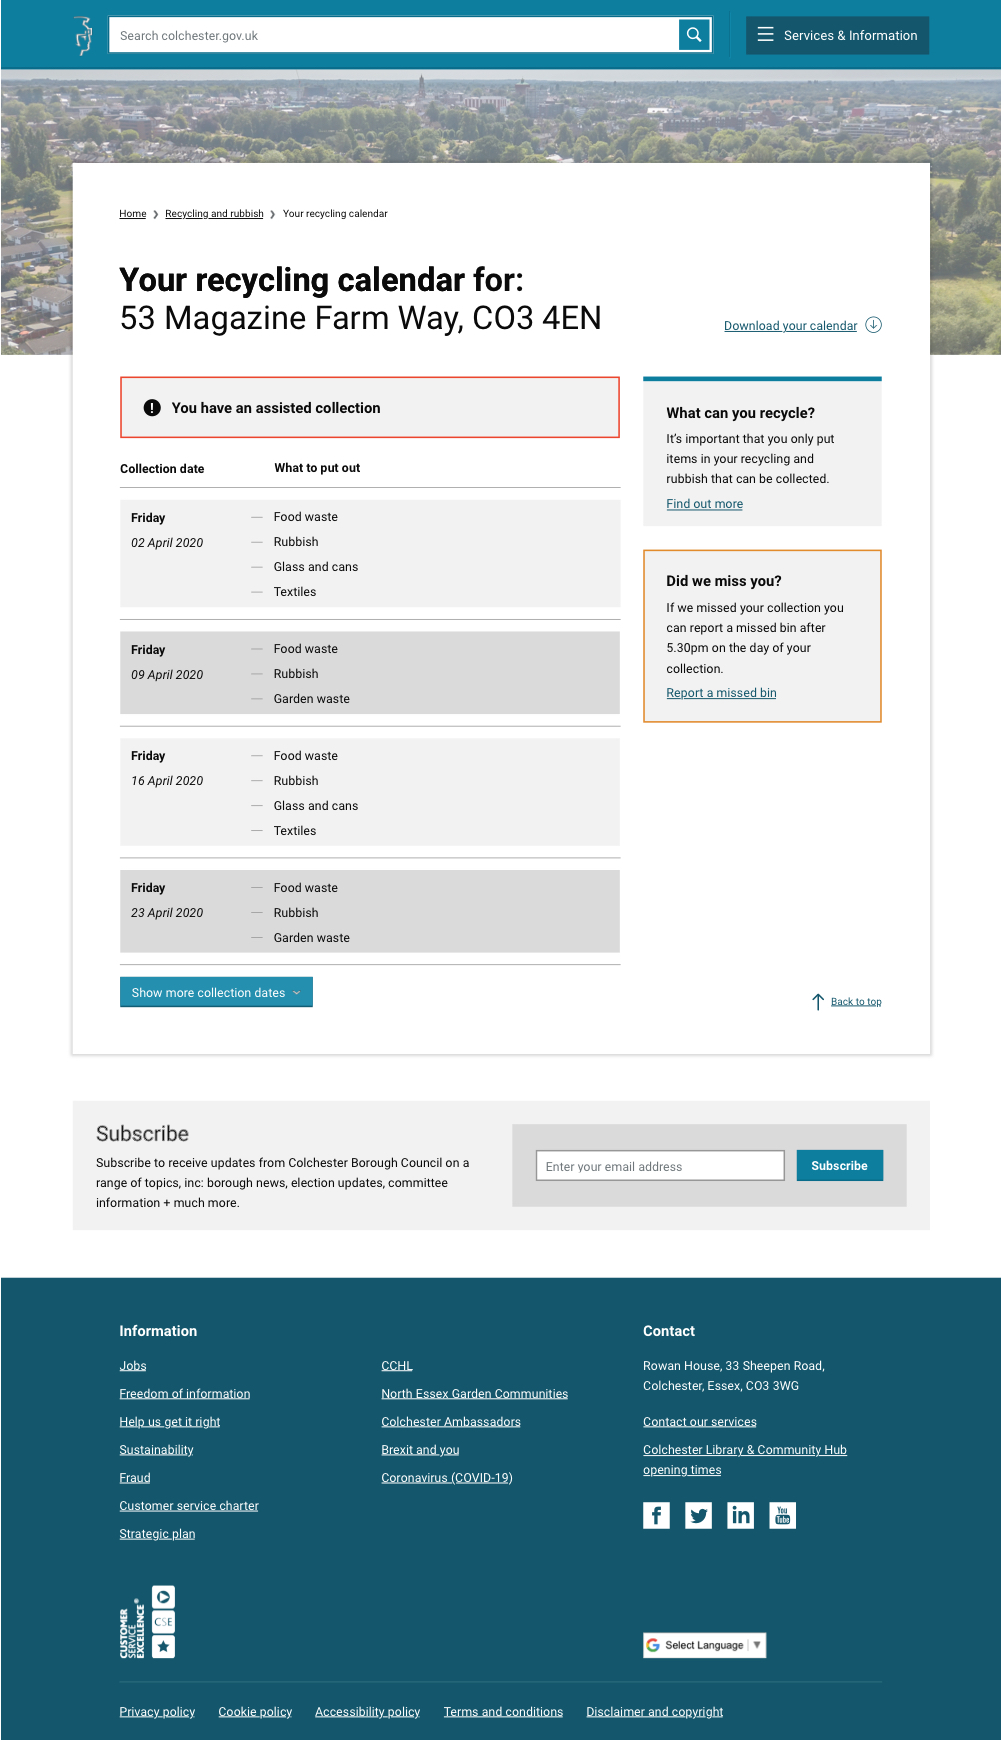 Search colchester.gov.uk
Services & Information
Home
Recycling and rubbish
Your recycling calendar
Your recycling calendar for:
53 Magazine Farm Way, CO3 4EN
Download your calendar
You have an assisted collection
Collection date
What to put out
Friday
02 April 2020
Food waste
Rubbish
Glass and cans
Textiles
Friday
09 April 2020
Food waste
Rubbish
Garden waste
Friday
16 April 2020
Food waste
Rubbish
Glass and cans
Textiles
Friday
23 April 2020
Food waste
Rubbish
Garden waste
Show more collection dates
What can you recycle?
It's important that you only put
items in your recycling and
rubbish that can be collected.
Find out more
Did we miss you?
If we missed your collection you
can report a missed bin after
5.30pm on the day of your
collection.
Report a missed bin
Back to top
Subscribe
Subscribe to receive updates from Colchester Borough Council on a
range of topics, inc: borough news, election updates, committee
information + much more.
Enter your email address
Subscribe
Information
Jobs
Freedom of information
Help us get it right
Sustainability
Fraud
Customer service charter
Strategic plan
CCHL
North Essex Garden Communities
Colchester Ambassadors
Brexit and you
Coronavirus (COVID-19)
Contact
Rowan House, 33 Sheepen Road,
Colchester, Essex, CO3 3WG
Contact our services
Colchester Library & Community Hub
opening times
f
in
You
Tube
CUSTOMER
SERVICE
EXCELLENCE®
CSE
G Select Language ▼
Privacy policy
Cookie policy
Accessibility policy
Terms and conditions
Disclaimer and copyright